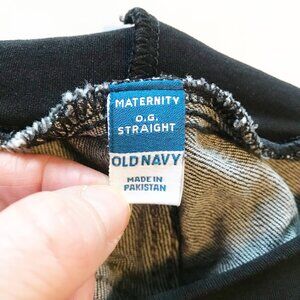 MATERNITY
O.G.
STRAIGHT
OLD NAVY
MADE IN
PAKISTAN